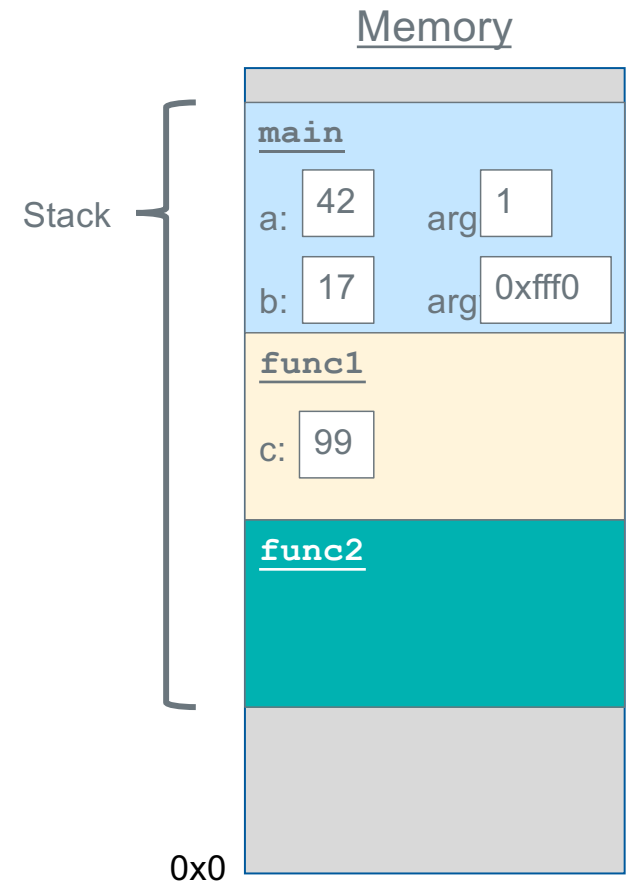 Memory
main
Stack
a: 42 arg 1
b: 17 arg 0xfff0
func1
c: 99
func2
0x0